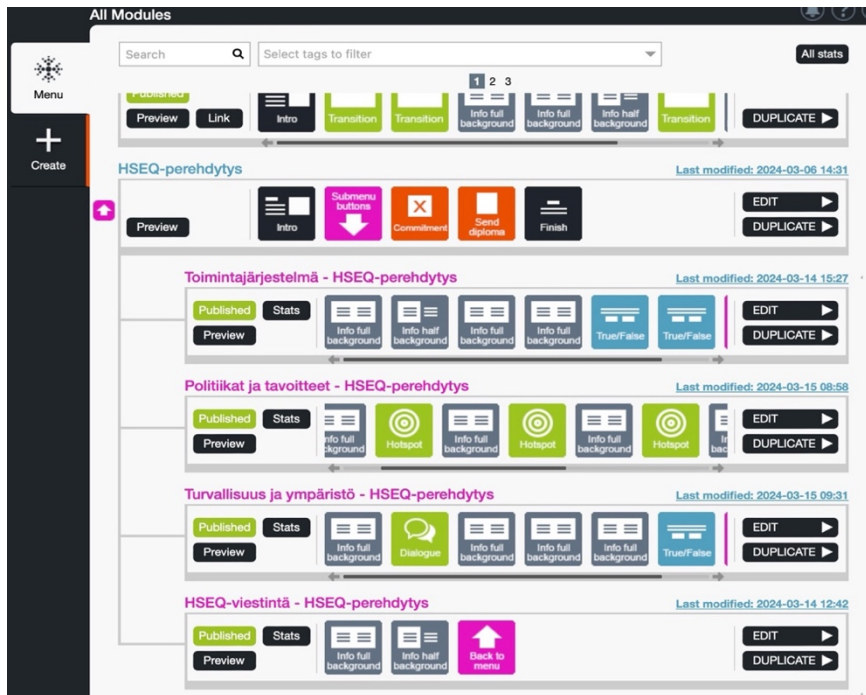 All Modules
Search
Select tags to filter
All stats
Menu
Create
1 2 3
Published
Preview Link
Intro
Transition
Transition
Info full background
Info half background
Transition
DUPLICATE
HSEQ-perehdytys
Last modified: 2024-03-06 14:31
Preview
Intro
Submenu buttons
Commitment
Send diploma
Finish
EDIT
DUPLICATE
Toimintajärjestelmä - HSEQ-perehdytys
Last modified: 2024-03-14 15:27
Published Stats
Preview
Info full background
Info half background
Info full background
Info full background
True/False
True/False
EDIT
DUPLICATE
Politiikat ja tavoitteet - HSEQ-perehdytys
Last modified: 2024-03-15 08:58
Published Stats
Preview
nfo full kground
Hotspot
Info full background
Hotspot
Info full background
Hotspot
EDIT
DUPLICATE
Turvallisuus ja ympäristö - HSEQ-perehdytys
Last modified: 2024-03-15 09:31
Published Stats
Preview
Info full background
Dialogue
Info full background
Info full background
Info full background
True/False
EDIT
DUPLICATE
HSEQ-viestintä - HSEQ-perehdytys
Last modified: 2024-03-14 12:42
Published Stats
Preview
Info full background
Info half background
Back to menu
EDIT
DUPLICATE